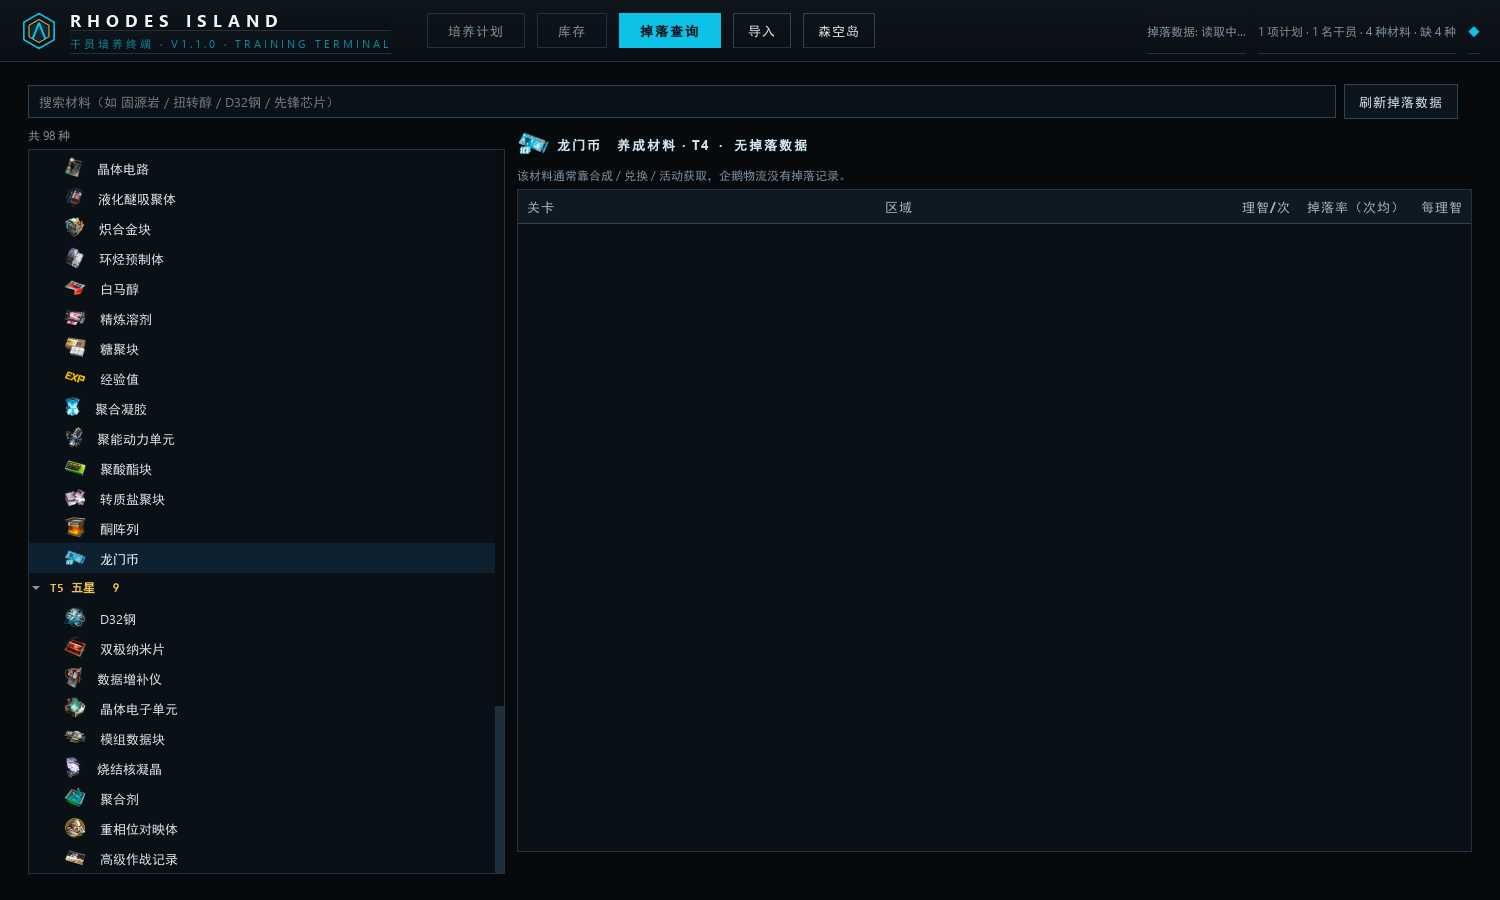 RHODES ISLAND
干员培养终端 · V1.1.0 · TRAINING TERMINAL
培养计划
库存
掉落查询
导入
森空岛
掉落数据: 读取中...
1 项计划 · 1 名干员 · 4 种材料 · 缺 4 种
搜索材料（如 固源岩 / 扭转醇 / D32钢 / 先锋芯片）
刷新掉落数据
共 98 种
晶体电路
液化醚吸聚体
炽合金块
环烃预制体
白马醇
精炼溶剂
糖聚块
EXP 经验值
聚合凝胶
聚能动力单元
聚酸酯块
转质盐聚块
酮阵列
龙门币
T5 五星 9
D32钢
双极纳米片
数据增补仪
晶体电子单元
模组数据块
烧结核凝晶
聚合剂
重相位对映体
高级作战记录
龙门币 养成材料 · T4 · 无掉落数据
该材料通常靠合成 / 兑换 / 活动获取，企鹅物流没有掉落记录。
关卡 区域 理智/次 掉落率（次均） 每理智